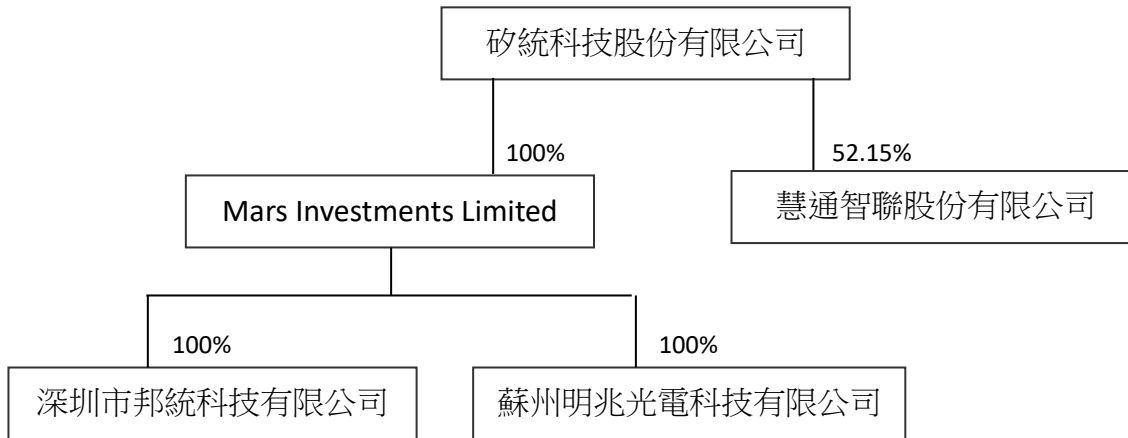 矽統科技股份有限公司
100%
52.15%
Mars Investments Limited
慧通智聯股份有限公司
100%
100%
深圳市邦統科技有限公司
蘇州明兆光電科技有限公司